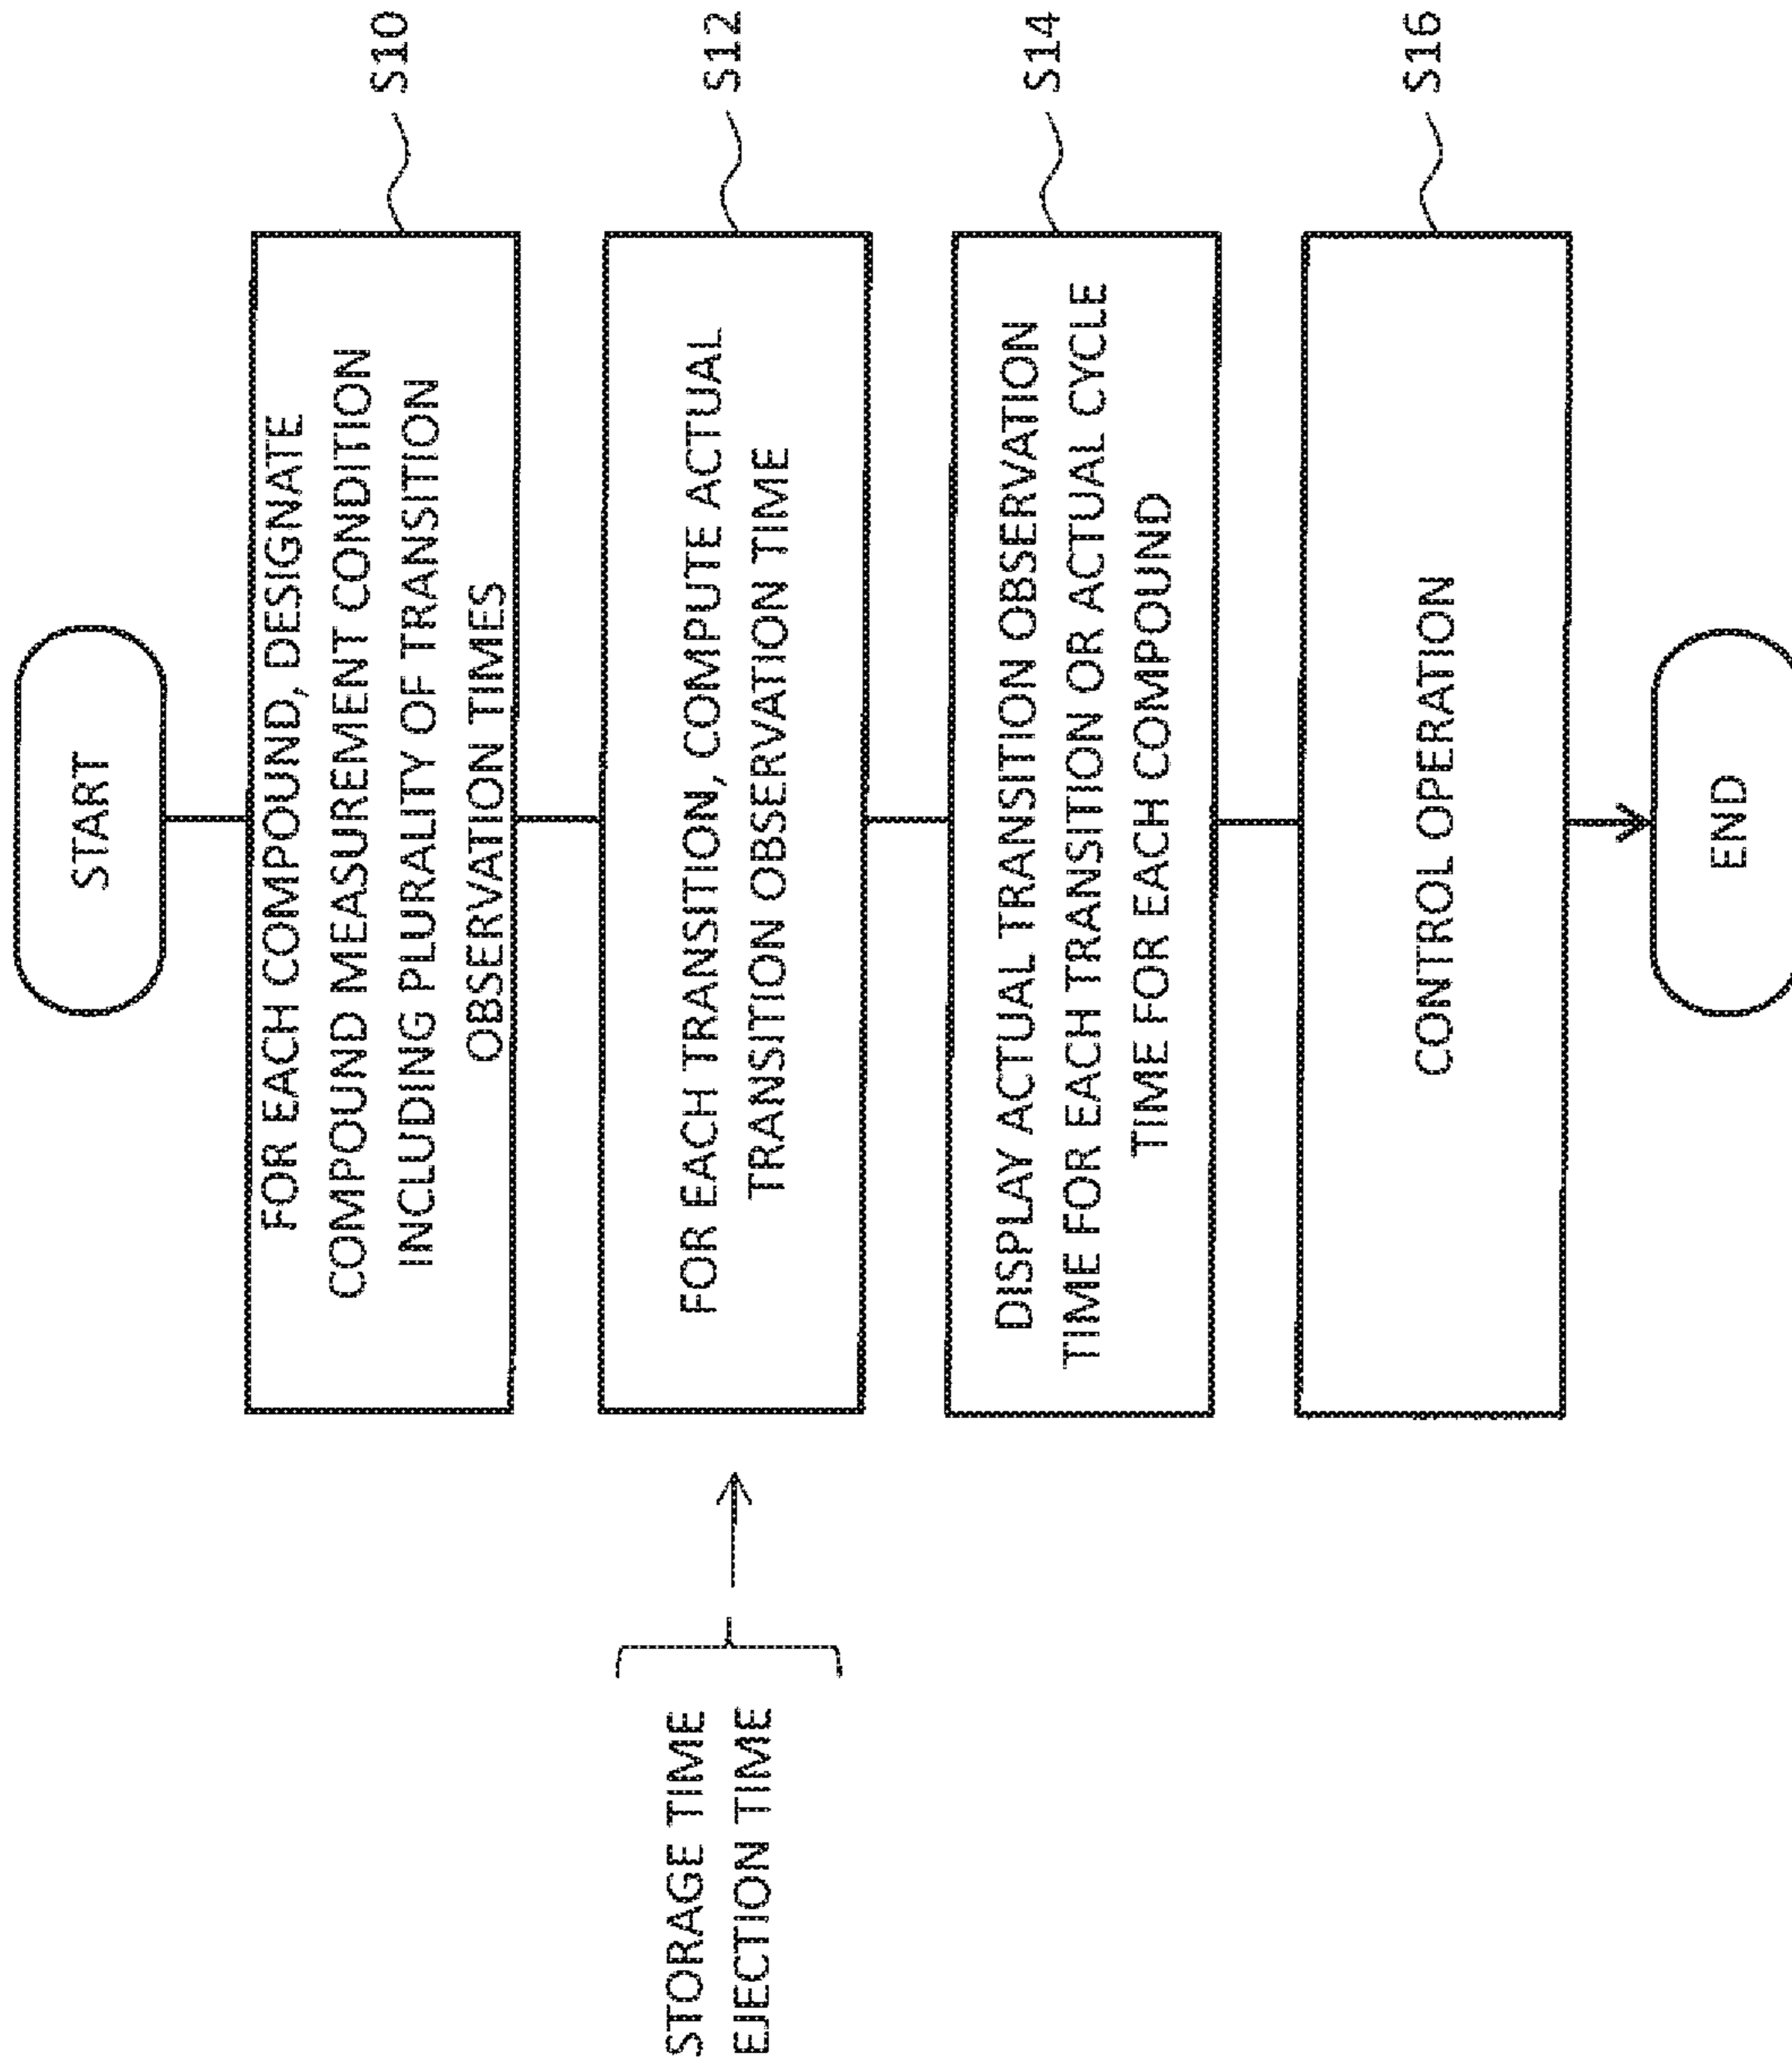 START
FOR EACH COMPOUND, DESIGNATE
COMPOUND MEASUREMENT CONDITION
INCLUDING PLURALITY OF TRANSITION
OBSERVATION TIMES
S10
STORAGE TIME
EJECTION TIME
FOR EACH TRANSITION, COMPUTE ACTUAL
TRANSITION OBSERVATION TIME
S12
DISPLAY ACTUAL TRANSITION OBSERVATION
TIME FOR EACH TRANSITION OR ACTUAL CYCLE
TIME FOR EACH COMPOUND
S14
CONTROL OPERATION
S16
END